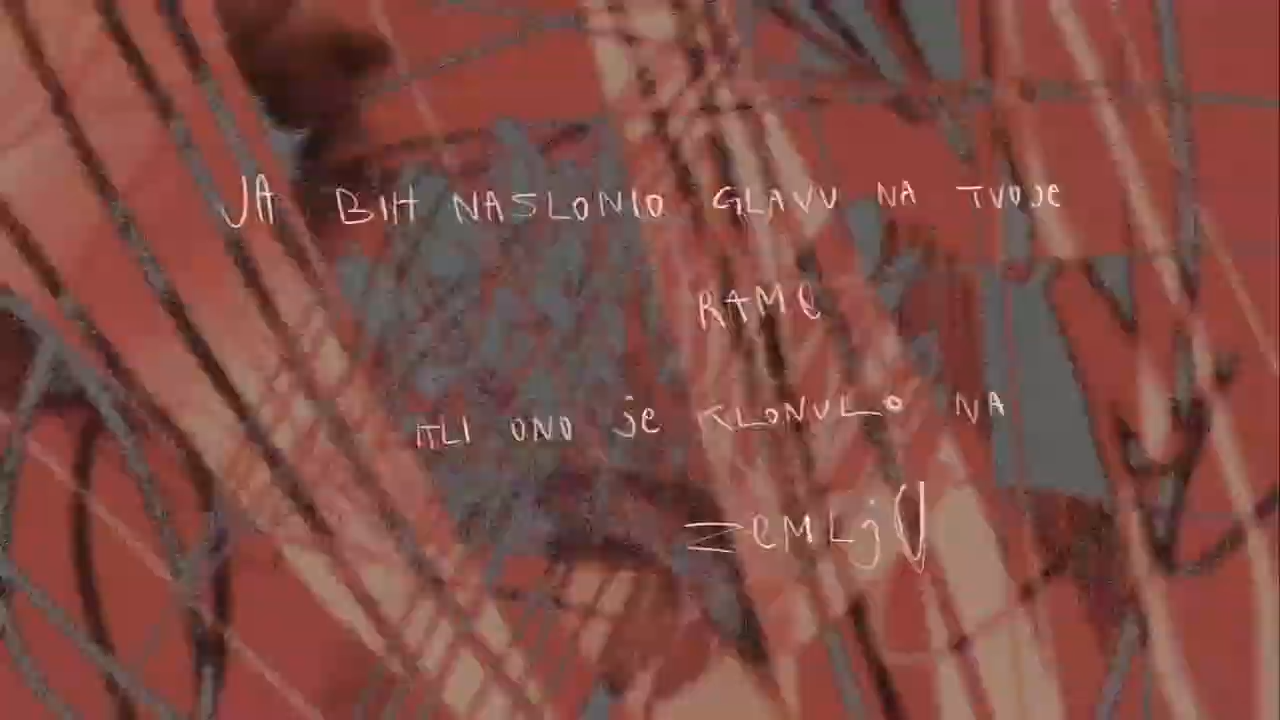 JA BIH NASLONIO GLAVU NA TVOJe
RAMe
ALI ONO je KLONULO NA
ZeMLjU